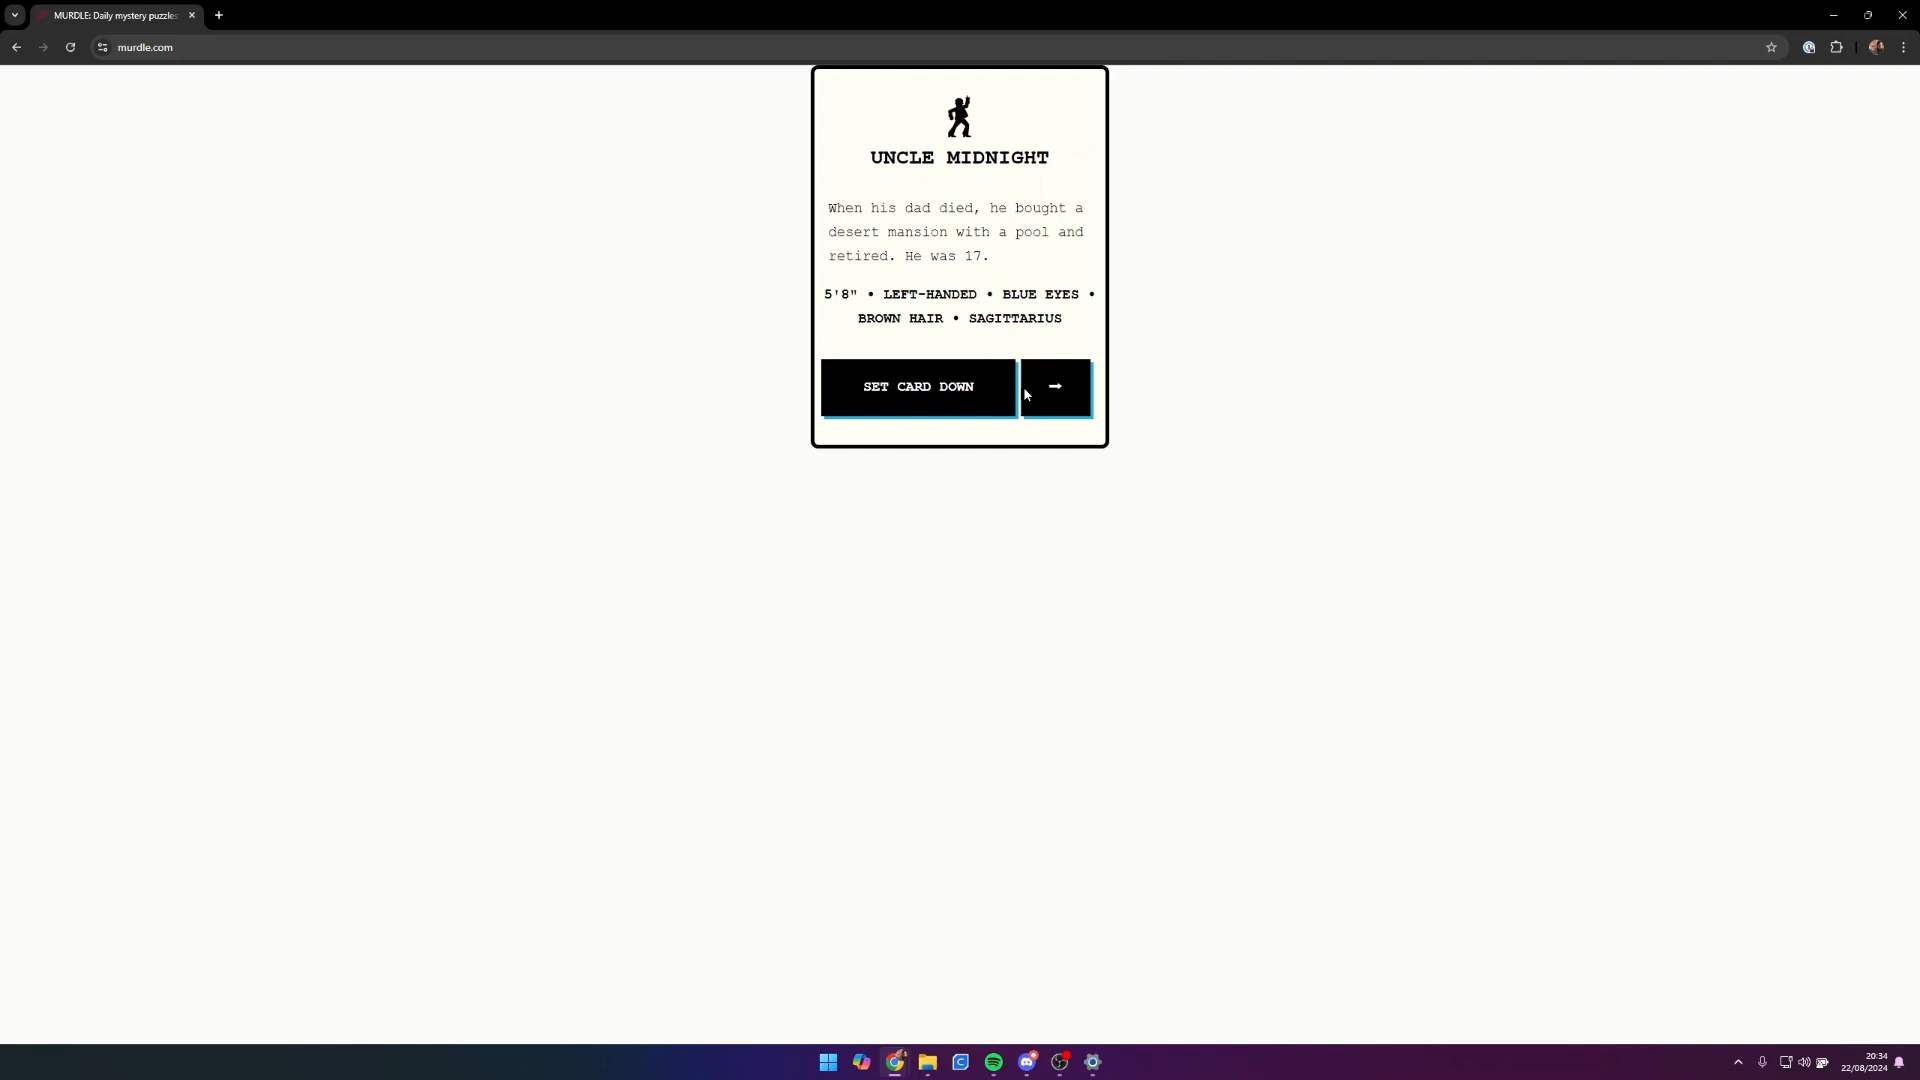 MURDLE: Daily mystery puzzles
murdle.com
UNCLE MIDNIGHT
When his dad died, he bought a
desert mansion with a pool and
retired. He was 17.
5'8" • LEFT-HANDED • BLUE EYES •
BROWN HAIR • SAGITTARIUS
SET CARD DOWN →
20:34
22/08/2024